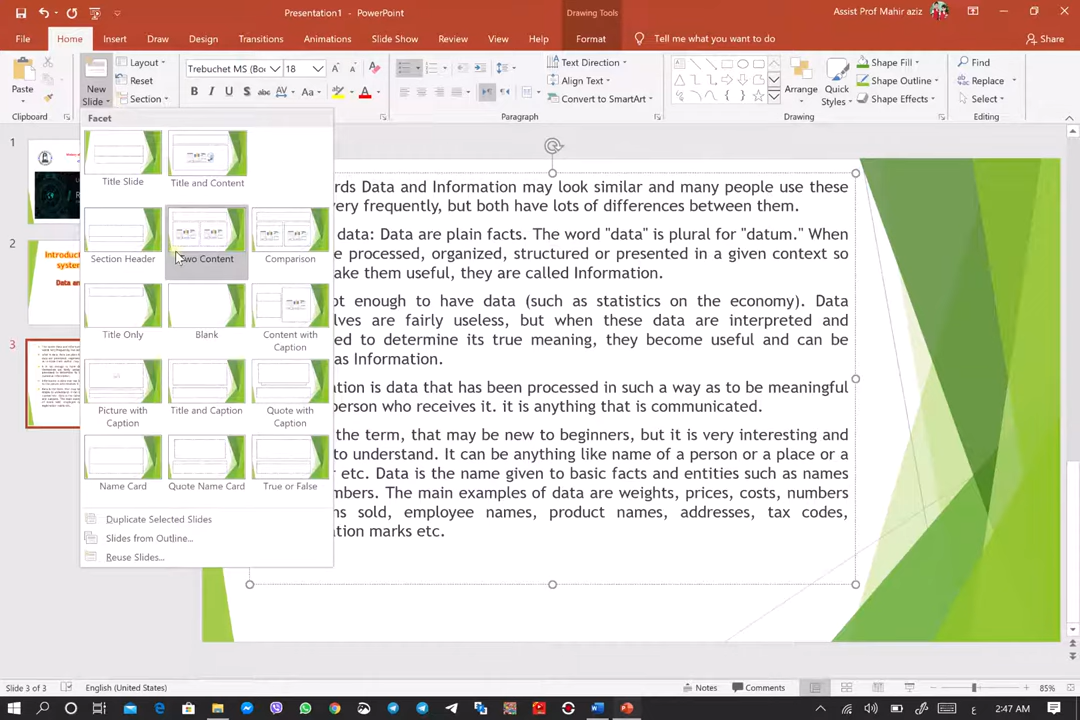 Presentation1 - PowerPoint
Drawing Tools
Assist Prof Mahir aziz
File
Home
Insert
Draw
Design
Transitions
Animations
Slide Show
Review
View
Help
Format
Tell me what you want to do
Share
Paste
New
Slide
Layout
Reset
Section
Trebuchet MS (Boc
18
B I U S abc AV Aa A
Text Direction
Align Text
Convert to SmartArt
Arrange
Quick
Styles
Shape Fill
Shape Outline
Shape Effects
Find
Replace
Select
Clipboard
Paragraph
Drawing
Editing
Facet
Title Slide
Title and Content
Section Header
Two Content
Comparison
Title Only
Blank
Content with
Caption
Picture with
Caption
Title and Caption
Quote with
Caption
Name Card
Quote Name Card
True or False
Duplicate Selected Slides
Slides from Outline...
Reuse Slides...
1
2
Introduc
system
Data an
3
rds Data and Information may look similar and many people use these
very frequently, but both have lots of differences between them.
data: Data are plain facts. The word "data" is plural for "datum." When
e processed, organized, structured or presented in a given context so
ake them useful, they are called Information.
ot enough to have data (such as statistics on the economy). Data
lves are fairly useless, but when these data are interpreted and
ed to determine its true meaning, they become useful and can be
as Information.
ation is data that has been processed in such a way as to be meaningful
person who receives it. it is anything that is communicated.
the term, that may be new to beginners, but it is very interesting and
to understand. It can be anything like name of a person or a place or a
r etc. Data is the name given to basic facts and entities such as names
mbers. The main examples of data are weights, prices, costs, numbers
ns sold, employee names, product names, addresses, tax codes,
ation marks etc.
Slide 3 of 3
English (United States)
Notes
Comments
85%
ع
2:47 AM